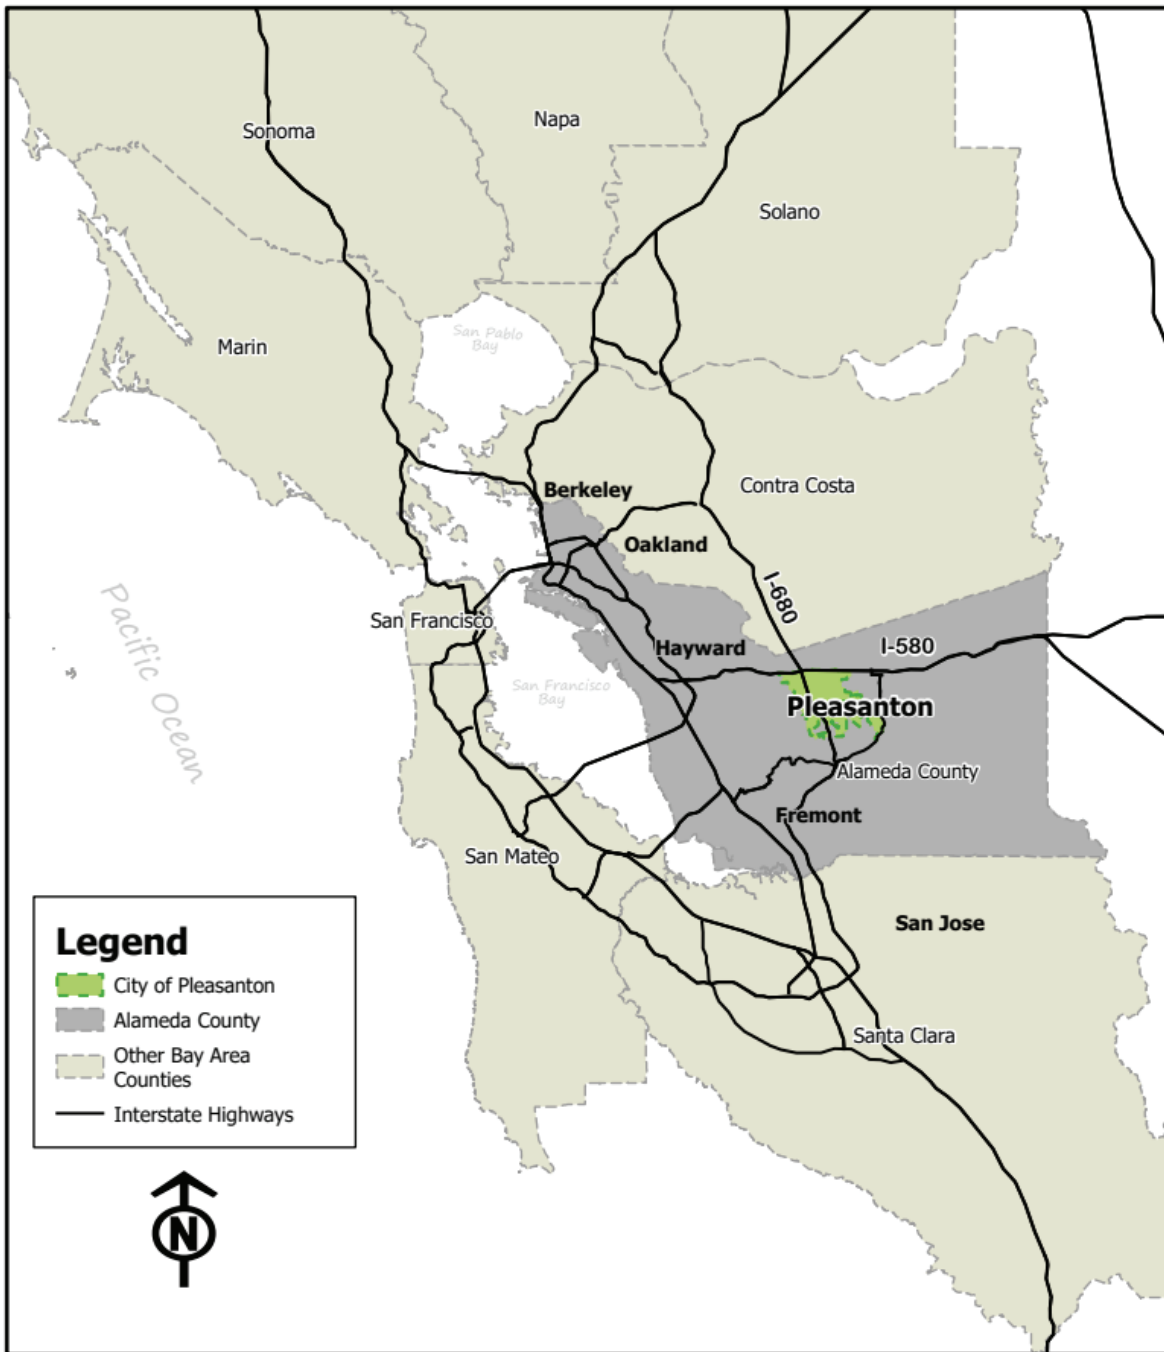 Napa
Sonoma
Solano
San Pablo
Bay
Marin
Contra Costa
Berkeley
Oakland
I-680
Pacific Ocean
San Francisco
Hayward
I-580
San Francisco
Bay
Pleasanton
Alameda County
Fremont
San Mateo
San Jose
Santa Clara
Legend
City of Pleasanton
Alameda County
Other Bay Area
Counties
Interstate Highways
N